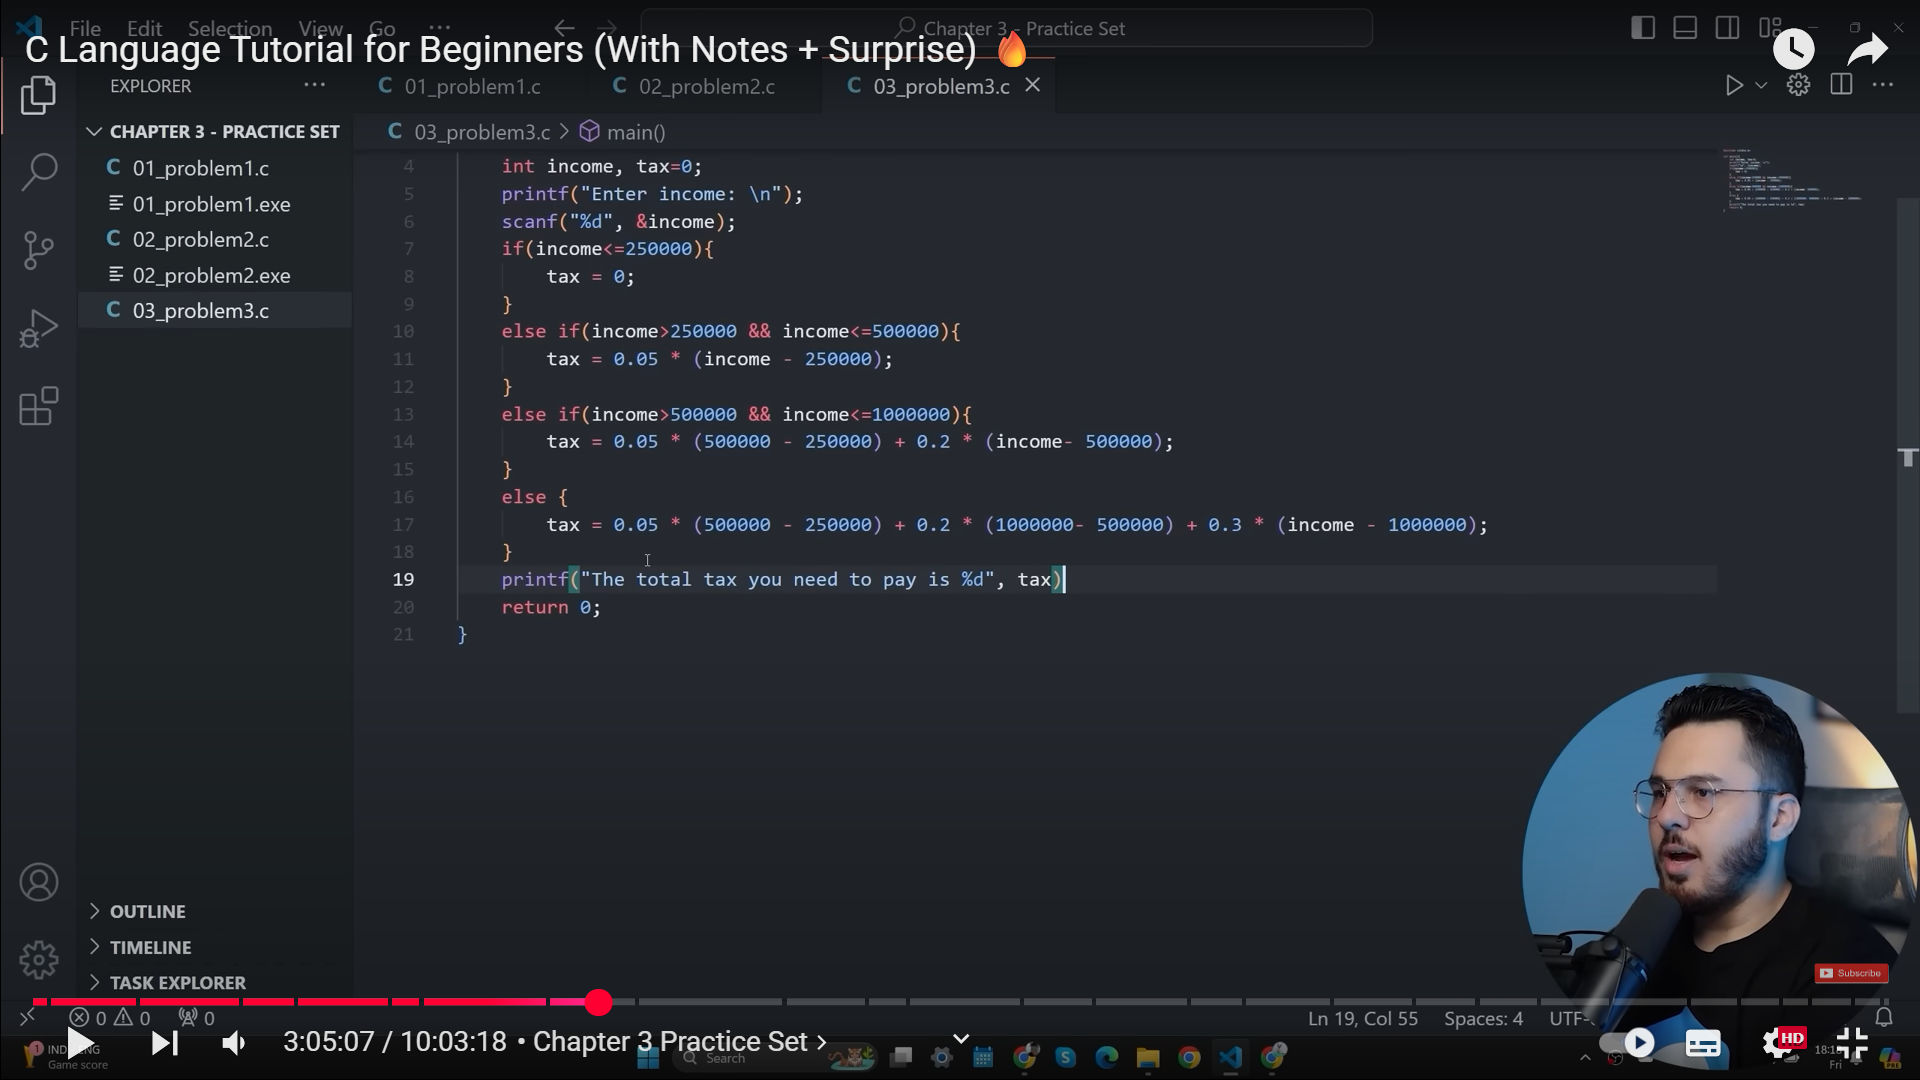 File Edit Selection View Go ···
Chapter 3 - Practice Set
C Language Tutorial for Beginners (With Notes + Surprise) 🔥
EXPLORER ···
C 01_problem1.c
C 02_problem2.c
C 03_problem3.c ×
CHAPTER 3 - PRACTICE SET
C 03_problem3.c > main()
C 01_problem1.c
01_problem1.exe
C 02_problem2.c
02_problem2.exe
C 03_problem3.c
4 int income, tax=0;
5 printf("Enter income: \n");
6 scanf("%d", &income);
7 if(income<=250000){
8 tax = 0;
9 }
10 else if(income>250000 && income<=500000){
11 tax = 0.05 * (income - 250000);
12 }
13 else if(income>500000 && income<=1000000){
14 tax = 0.05 * (500000 - 250000) + 0.2 * (income- 500000);
15 }
16 else {
17 tax = 0.05 * (500000 - 250000) + 0.2 * (1000000- 500000) + 0.3 * (income - 1000000);
18 }
19 printf("The total tax you need to pay is %d", tax)
20 return 0;
21 }
OUTLINE
TIMELINE
TASK EXPLORER
Subscribe
0 0 0
Ln 19, Col 55 Spaces: 4 UTF-
3:05:07 / 10:03:18 • Chapter 3 Practice Set >
HD
Game score
Search
Fri